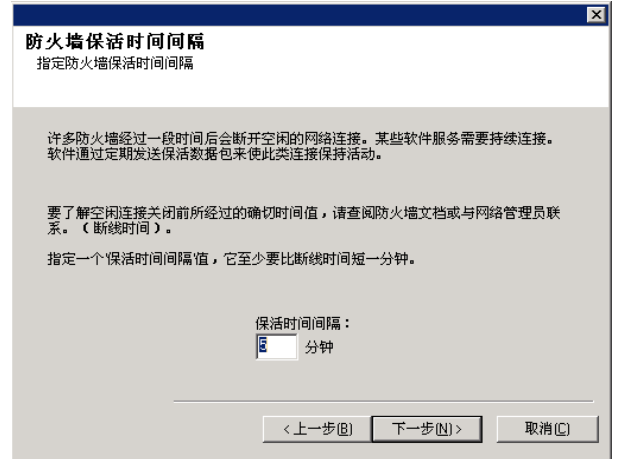 防火墙保活时间间隔
指定防火墙保活时间间隔
许多防火墙经过一段时间后会断开空闲的网络连接。某些软件服务需要持续连接。
软件通过定期发送保活数据包来使此类连接保持活动。
要了解空闲连接关闭前所经过的确切时间值，请查阅防火墙文档或与网络管理员联
系。（断线时间）。
指定一个'保活时间间隔'值，它至少要比断线时间短一分钟。
保活时间间隔：
5 分钟
<上一步(B) 下一步(N)> 取消(C)